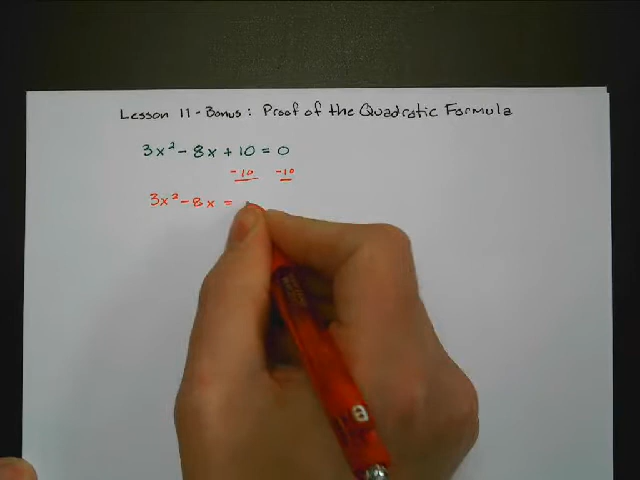 Lesson 11 - Bonus: Proof of the Quadratic Formula
3x² - 8x + 10 = 0
-10 -10
3x² - 8x =